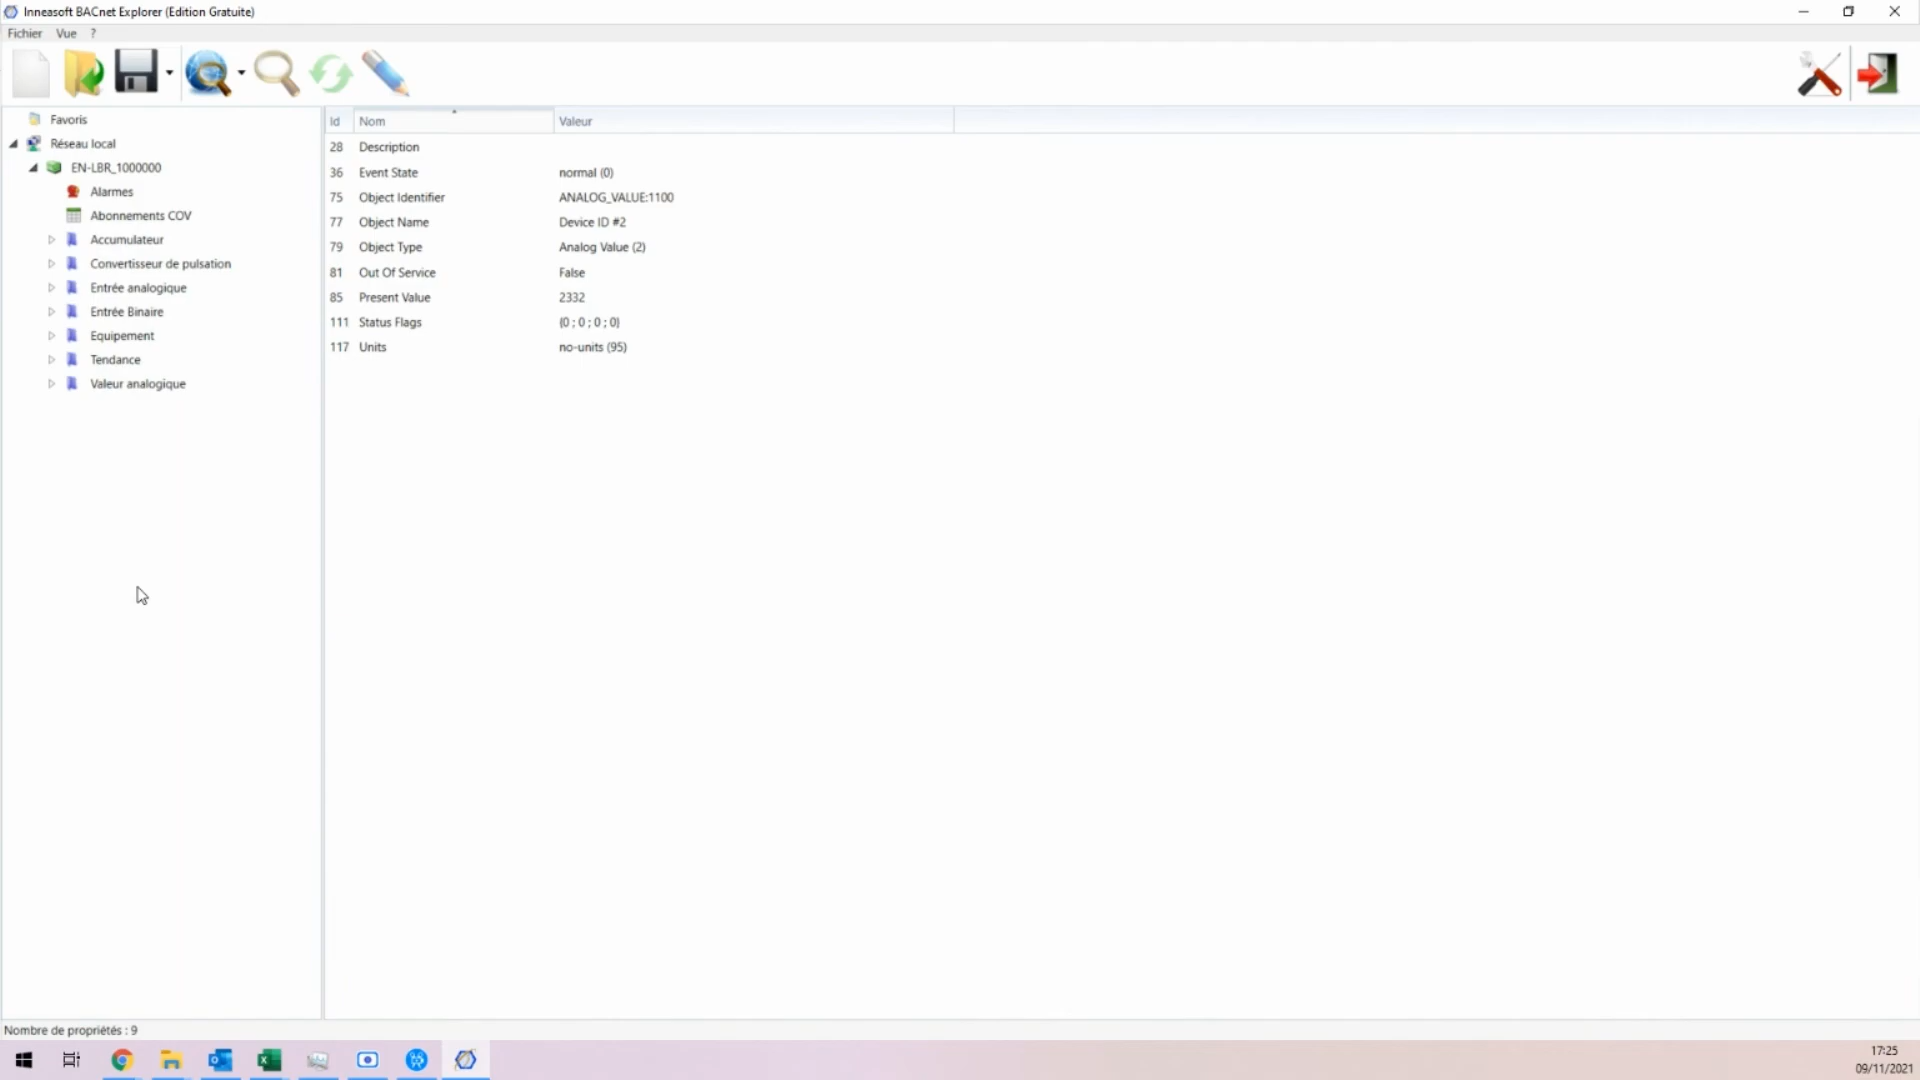 Inneasoft BACnet Explorer (Edition Gratuite)
Fichier Vue ?
Favoris
Réseau local
EN-LBR_1000000
Alarmes
Abonnements COV
Accumulateur
Convertisseur de pulsation
Entrée analogique
Entrée Binaire
Equipement
Tendance
Valeur analogique
Id Nom Valeur
28 Description
36 Event State normal (0)
75 Object Identifier ANALOG_VALUE:1100
77 Object Name Device ID #2
79 Object Type Analog Value (2)
81 Out Of Service False
85 Present Value 2332
111 Status Flags {0 ; 0 ; 0 ; 0}
117 Units no-units (95)
Nombre de propriétés : 9
17:25
09/11/2021